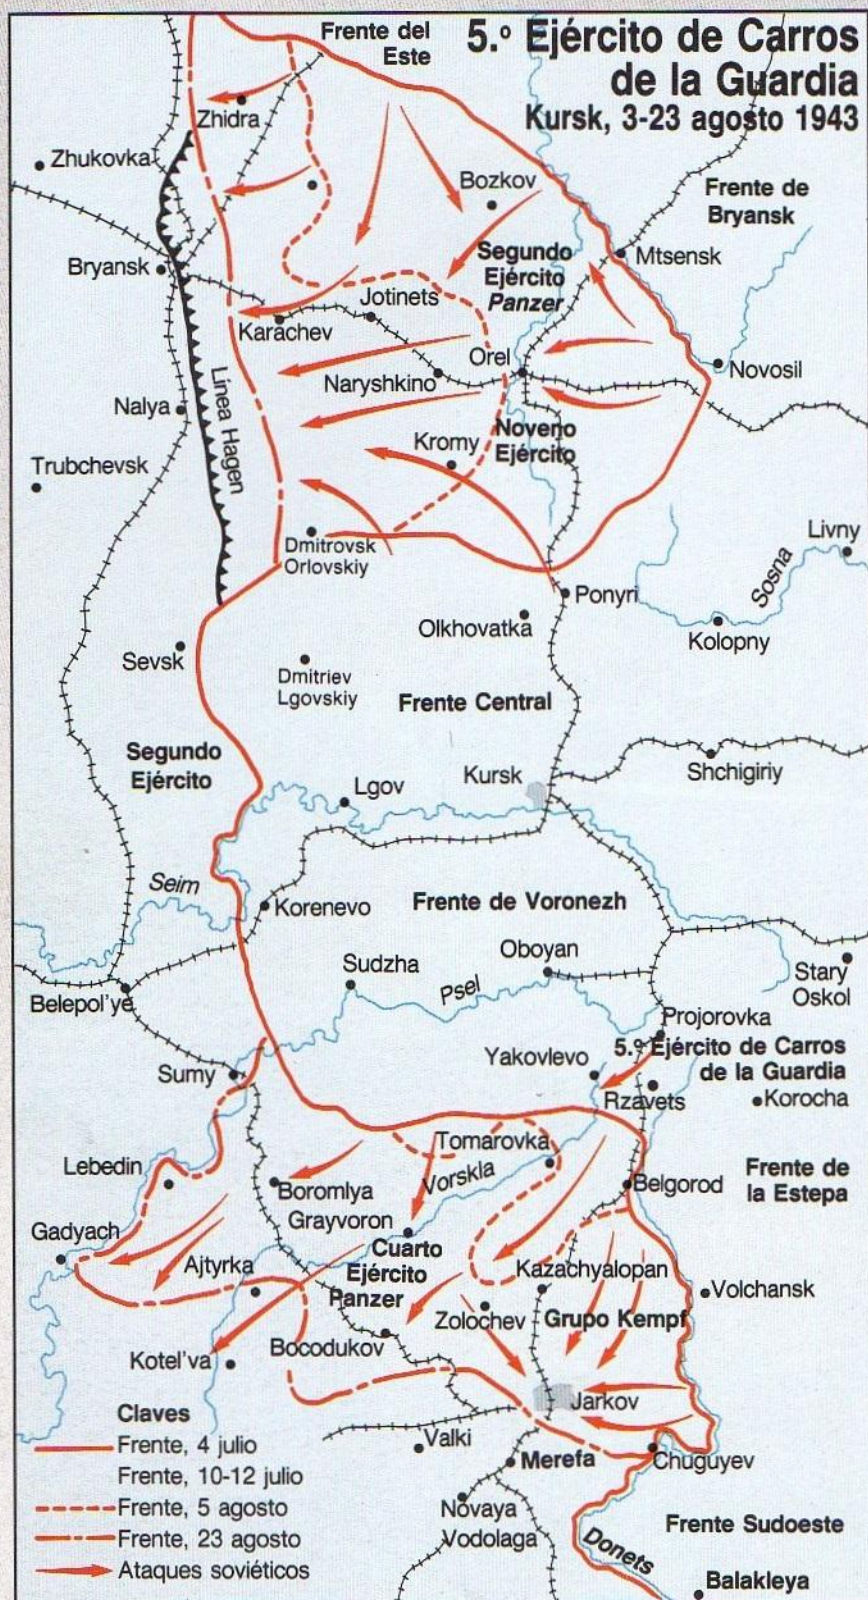 5.º Ejército de Carros
de la Guardia
Kursk, 3-23 agosto 1943
Frente del
Este
Zhidra
Zhukovka
Bozkov
Frente de
Bryansk
Segundo
Ejército
Panzer
Mtsensk
Bryansk
Jotinets
Karachev
Orel
Novosil
Naryshkino
Línea Hagen
Nalya
Noveno
Ejército
Kromy
Trubchevsk
Livny
Dmitrovsk
Orlovskiy
Sosna
Ponyri
Olkhovatka
Kolopny
Sevsk
Dmitriev
Lgovskiy
Frente Central
Segundo
Ejército
Kursk
Shchigiriy
Lgov
Seim
Frente de Voronezh
Korenevo
Oboyan
Sudzha
Psel
Stary
Oskol
Belepol'ye
Projorovka
5.º Ejército de Carros
de la Guardia
Yakovlevo
Sumy
Rzavets
Korocha
Tomarovka
Lebedin
Vorskla
Frente de
la Estepa
Boromlya
Belgorod
Grayvoron
Gadyach
Cuarto
Ejército
Panzer
Ajtyrka
Kazachyalopan
Volchansk
Zolochev
Grupo Kempf
Bocodukov
Kotel'va
Jarkov
Claves
Frente, 4 julio
Frente, 10-12 julio
Frente, 5 agosto
Frente, 23 agosto
Ataques soviéticos
Valki
Merefa
Chuguyev
Novaya
Vodolaga
Frente Sudoeste
Donets
Balakleya